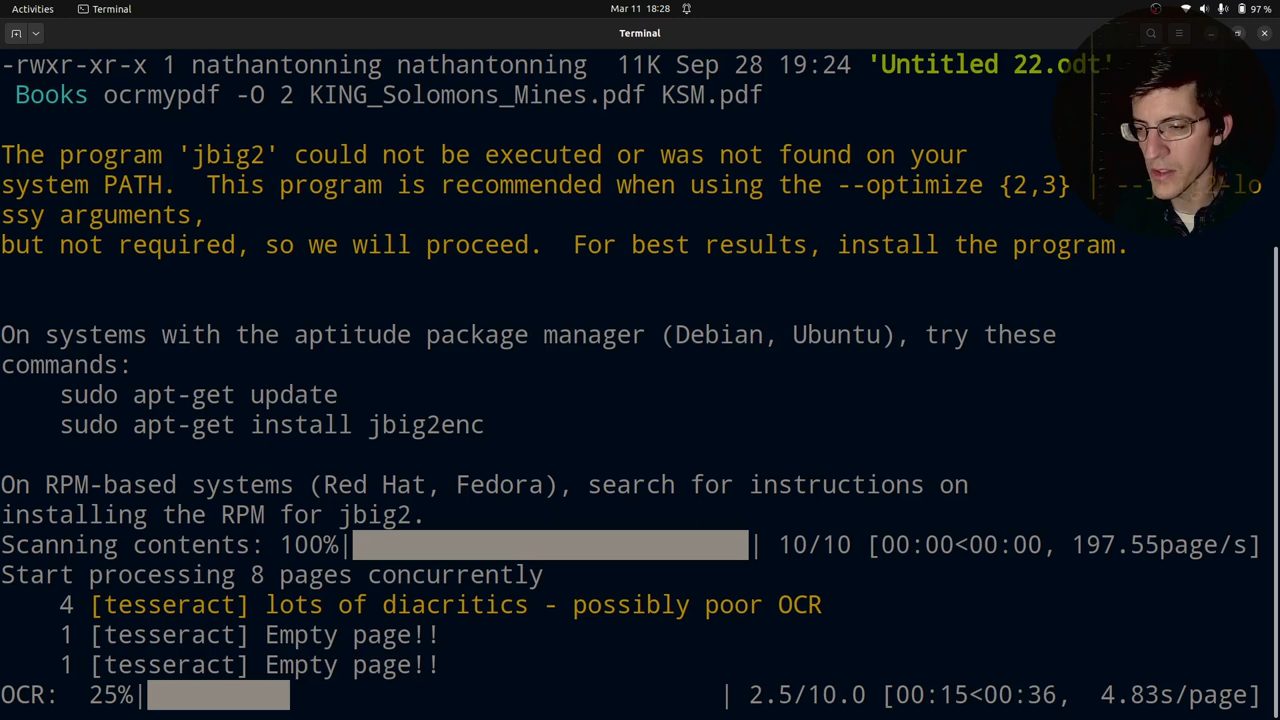 Activities Terminal Mar 11 18:28 97 %
Terminal
-rwxr-xr-x 1 nathantonning nathantonning 11K Sep 28 19:24 'Untitled 22.odt'
Books ocrmypdf -O 2 KING_Solomons_Mines.pdf KSM.pdf
The program 'jbig2' could not be executed or was not found on your
system PATH. This program is recommended when using the --optimize {2,3} | --
ssy arguments,
but not required, so we will proceed. For best results, install the program.
On systems with the aptitude package manager (Debian, Ubuntu), try these
commands:
sudo apt-get update
sudo apt-get install jbig2enc
On RPM-based systems (Red Hat, Fedora), search for instructions on
installing the RPM for jbig2.
Scanning contents: 100%| | 10/10 [00:00<00:00, 197.55page/s]
Start processing 8 pages concurrently
4 [tesseract] lots of diacritics - possibly poor OCR
1 [tesseract] Empty page!!
1 [tesseract] Empty page!!
OCR: 25%| | 2.5/10.0 [00:15<00:36, 4.83s/page]